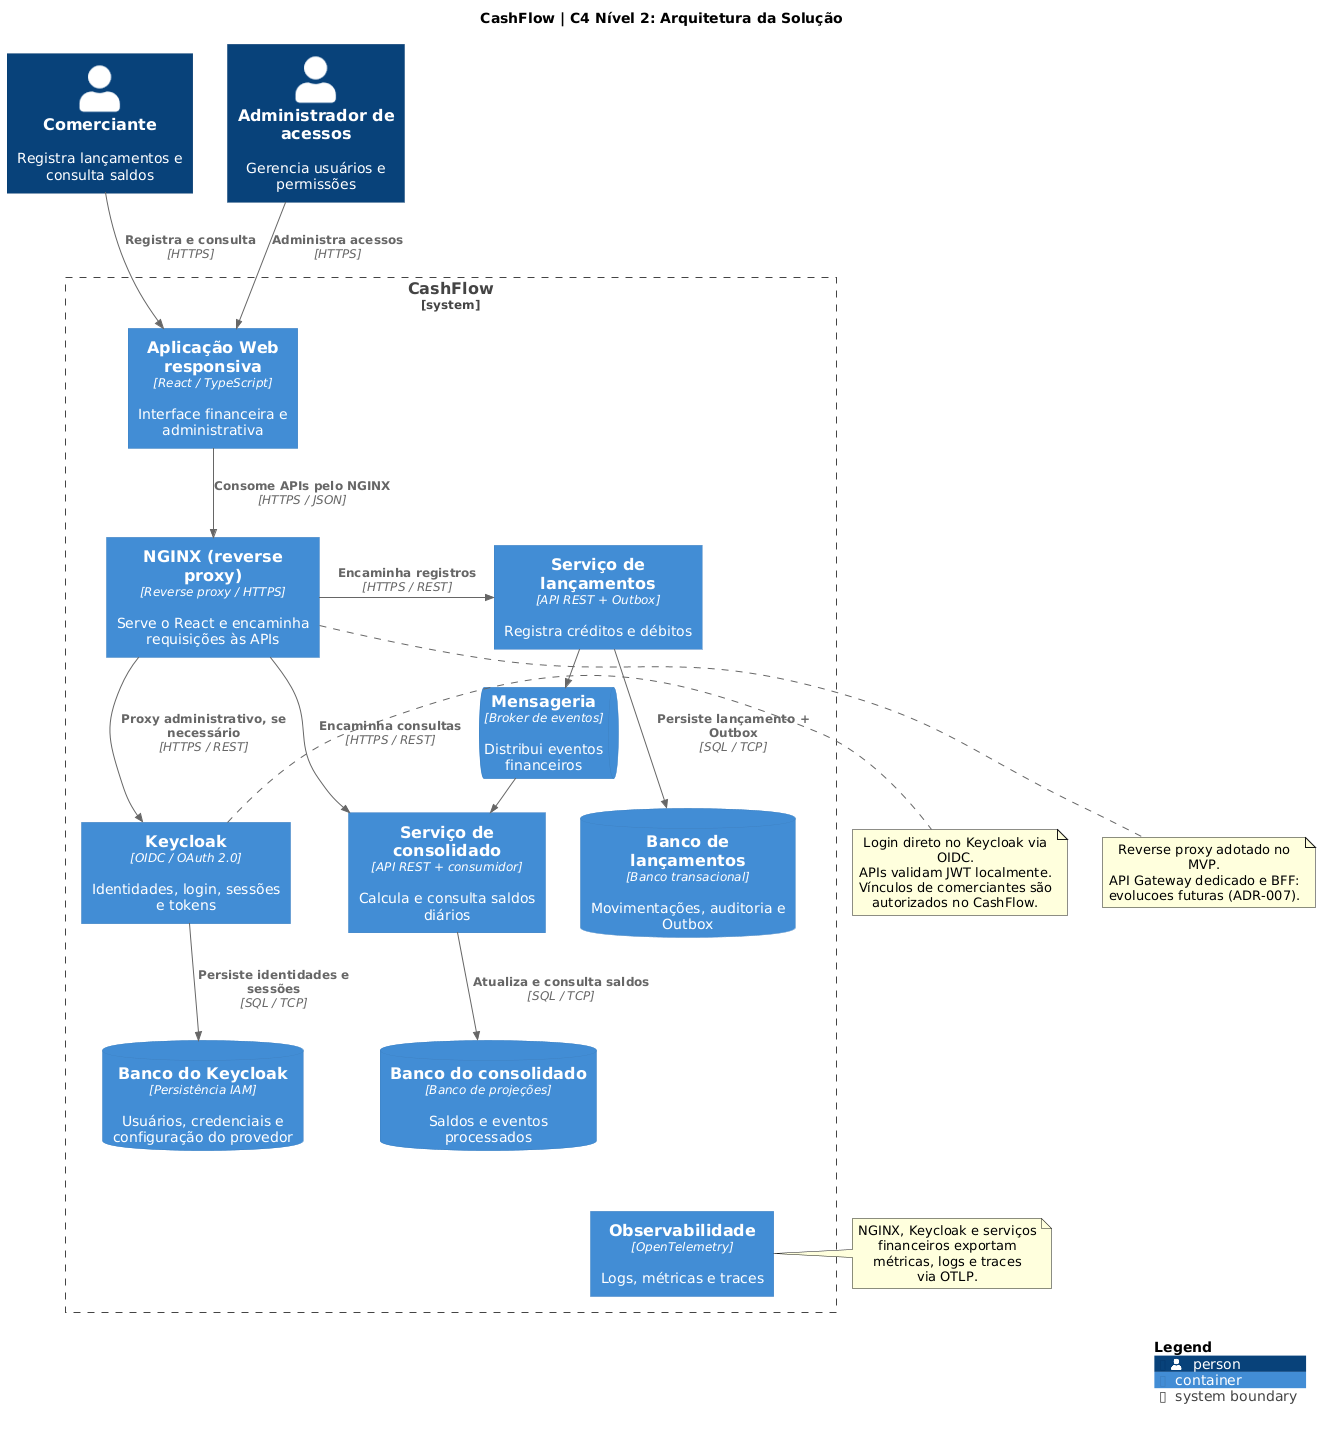 CashFlow | C4 Nível 2: Arquitetura da Solução
Comerciante
Registra lançamentos e
consulta saldos
Administrador de
acessos
Gerencia usuários e
permissões
Registra e consulta
[HTTPS]
Administra acessos
[HTTPS]
CashFlow
[system]
Aplicação Web
responsiva
[React / TypeScript]
Interface financeira e
administrativa
Consome APIs pelo NGINX
[HTTPS / JSON]
NGINX (reverse
proxy)
[Reverse proxy / HTTPS]
Serve o React e encaminha
requisições às APIs
Encaminha registros
[HTTPS / REST]
Serviço de
lançamentos
[API REST + Outbox]
Registra créditos e débitos
Proxy administrativo, se
necessário
[HTTPS / REST]
Encaminha consultas
[HTTPS / REST]
Mensageria
[Broker de eventos]
Distribui eventos
financeiros
Persiste lançamento +
Outbox
[SQL / TCP]
Keycloak
[OIDC / OAuth 2.0]
Identidades, login, sessões
e tokens
Serviço de
consolidado
[API REST + consumidor]
Calcula e consulta saldos
diários
Banco de
lançamentos
[Banco transacional]
Movimentações, auditoria e
Outbox
Login direto no Keycloak via
OIDC.
APIs validam JWT localmente.
Vínculos de comerciantes são
autorizados no CashFlow.
Reverse proxy adotado no
MVP.
API Gateway dedicado e BFF:
evolucoes futuras (ADR-007).
Persiste identidades e
sessões
[SQL / TCP]
Atualiza e consulta saldos
[SQL / TCP]
Banco do Keycloak
[Persistência IAM]
Usuários, credenciais e
configuração do provedor
Banco do consolidado
[Banco de projeções]
Saldos e eventos
processados
Observabilidade
[OpenTelemetry]
Logs, métricas e traces
NGINX, Keycloak e serviços
financeiros exportam
métricas, logs e traces
via OTLP.
Legend
person
container
system boundary